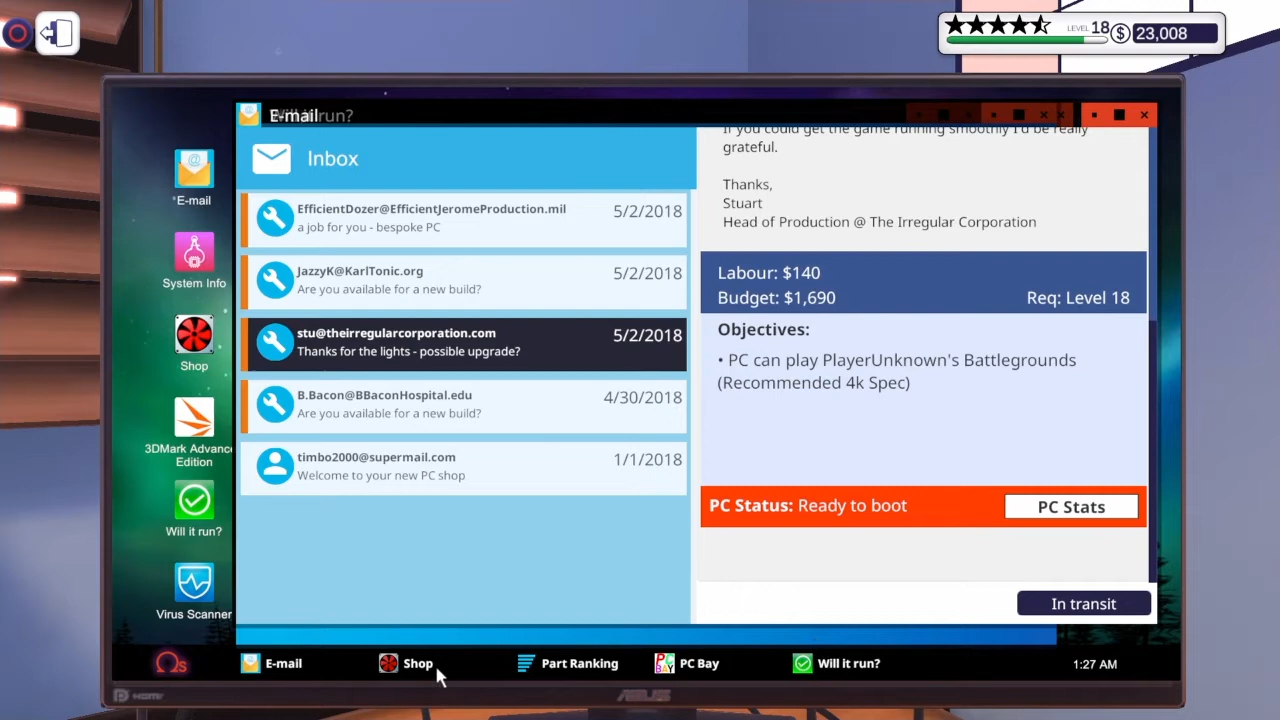 LEVEL 18
$ 23,008
E-mail
run?
E-mail
System Info
Shop
3DMark Advanc
Edition
Will it run?
Virus Scanner
Inbox
EfficientDozer@EfficientJeromeProduction.mil
5/2/2018
a job for you - bespoke PC
JazzyK@KarlTonic.org
5/2/2018
Are you available for a new build?
stu@theirregularcorporation.com
5/2/2018
Thanks for the lights - possible upgrade?
B.Bacon@BBaconHospital.edu
4/30/2018
Are you available for a new build?
timbo2000@supermail.com
1/1/2018
Welcome to your new PC shop
If you could get the game running smoothly I'd be really
grateful.
Thanks,
Stuart
Head of Production @ The Irregular Corporation
Labour: $140
Budget: $1,690
Req: Level 18
Objectives:
• PC can play PlayerUnknown's Battlegrounds
(Recommended 4k Spec)
PC Status: Ready to boot
PC Stats
In transit
Ωs
E-mail
Shop
Part Ranking
PC BAY
PC Bay
Will it run?
1:27 AM
HDMI
ASUS